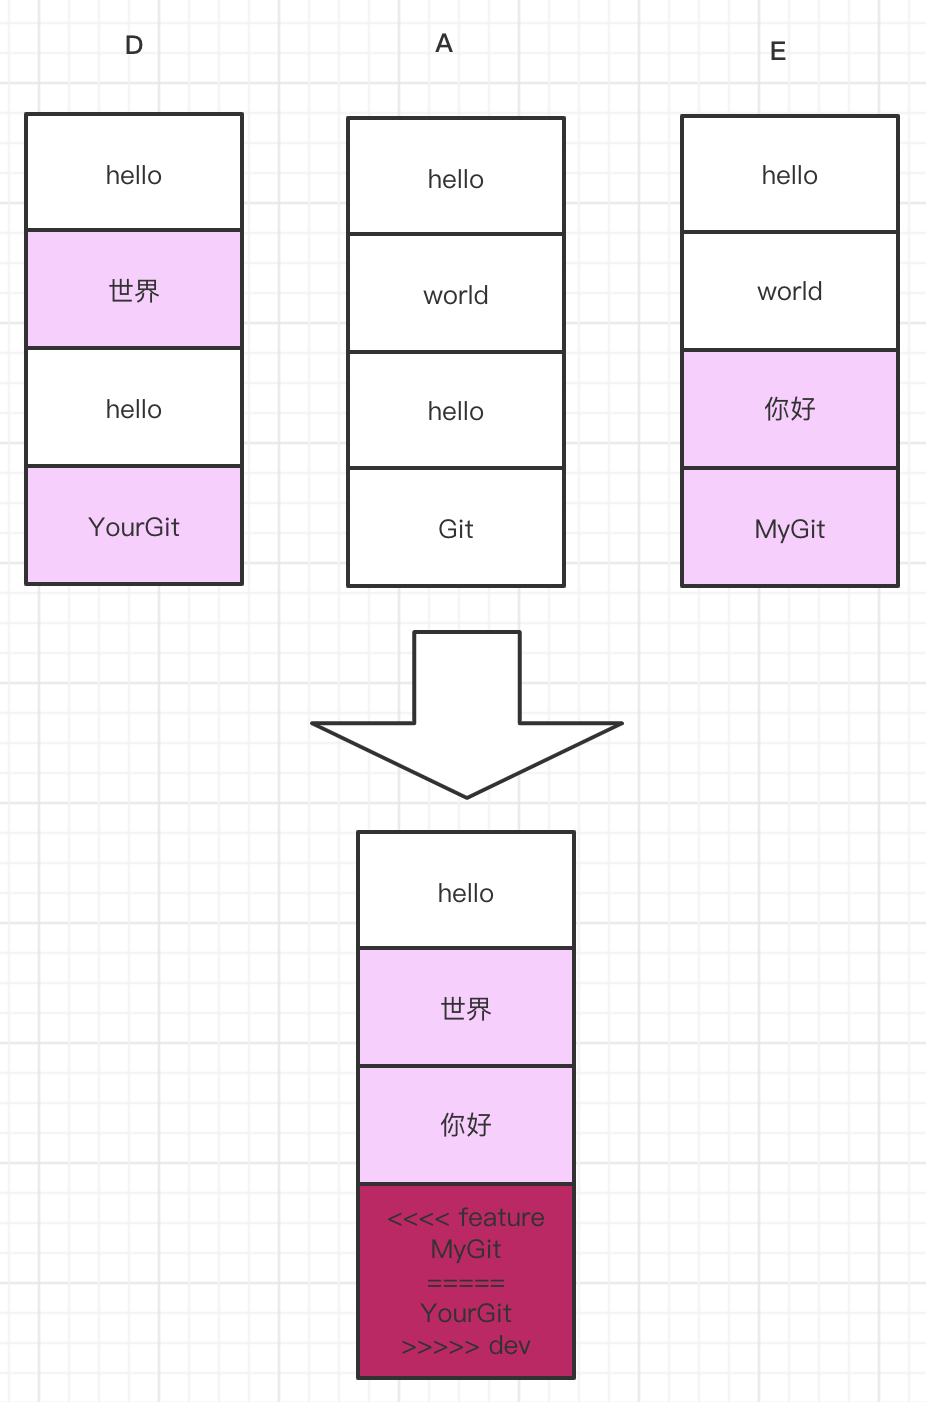 D
A
E
hello
世界
hello
YourGit
hello
world
hello
Git
hello
world
你好
MyGit
hello
世界
你好
<<<< feature
MyGit
=====
YourGit
>>>>> dev